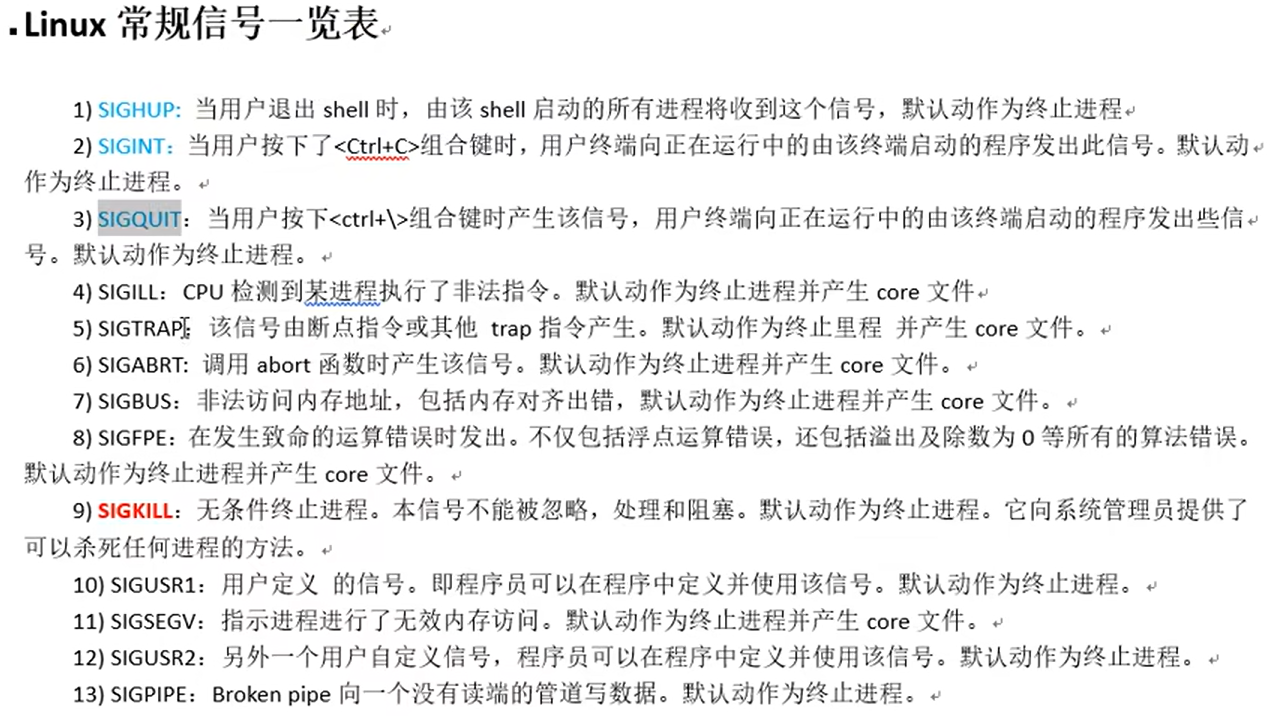 Linux 常规信号一览表
1) SIGHUP: 当用户退出 shell 时，由该 shell 启动的所有进程将收到这个信号，默认动作为终止进程
2) SIGINT：当用户按下了<Ctrl+C>组合键时，用户终端向正在运行中的由该终端启动的程序发出此信号。默认动
作为终止进程。
3) SIGQUIT：当用户按下<ctrl+\>组合键时产生该信号，用户终端向正在运行中的由该终端启动的程序发出些信
号。默认动作为终止进程。
4) SIGILL：CPU 检测到某进程执行了非法指令。默认动作为终止进程并产生 core 文件
5) SIGTRAP：该信号由断点指令或其他 trap 指令产生。默认动作为终止里程 并产生 core 文件。
6) SIGABRT: 调用 abort 函数时产生该信号。默认动作为终止进程并产生 core 文件。
7) SIGBUS：非法访问内存地址，包括内存对齐出错，默认动作为终止进程并产生 core 文件。
8) SIGFPE：在发生致命的运算错误时发出。不仅包括浮点运算错误，还包括溢出及除数为 0 等所有的算法错误。
默认动作为终止进程并产生 core 文件。
9) SIGKILL：无条件终止进程。本信号不能被忽略，处理和阻塞。默认动作为终止进程。它向系统管理员提供了
可以杀死任何进程的方法。
10) SIGUSR1：用户定义 的信号。即程序员可以在程序中定义并使用该信号。默认动作为终止进程。
11) SIGSEGV：指示进程进行了无效内存访问。默认动作为终止进程并产生 core 文件。
12) SIGUSR2：另外一个用户自定义信号，程序员可以在程序中定义并使用该信号。默认动作为终止进程。
13) SIGPIPE：Broken pipe 向一个没有读端的管道写数据。默认动作为终止进程。